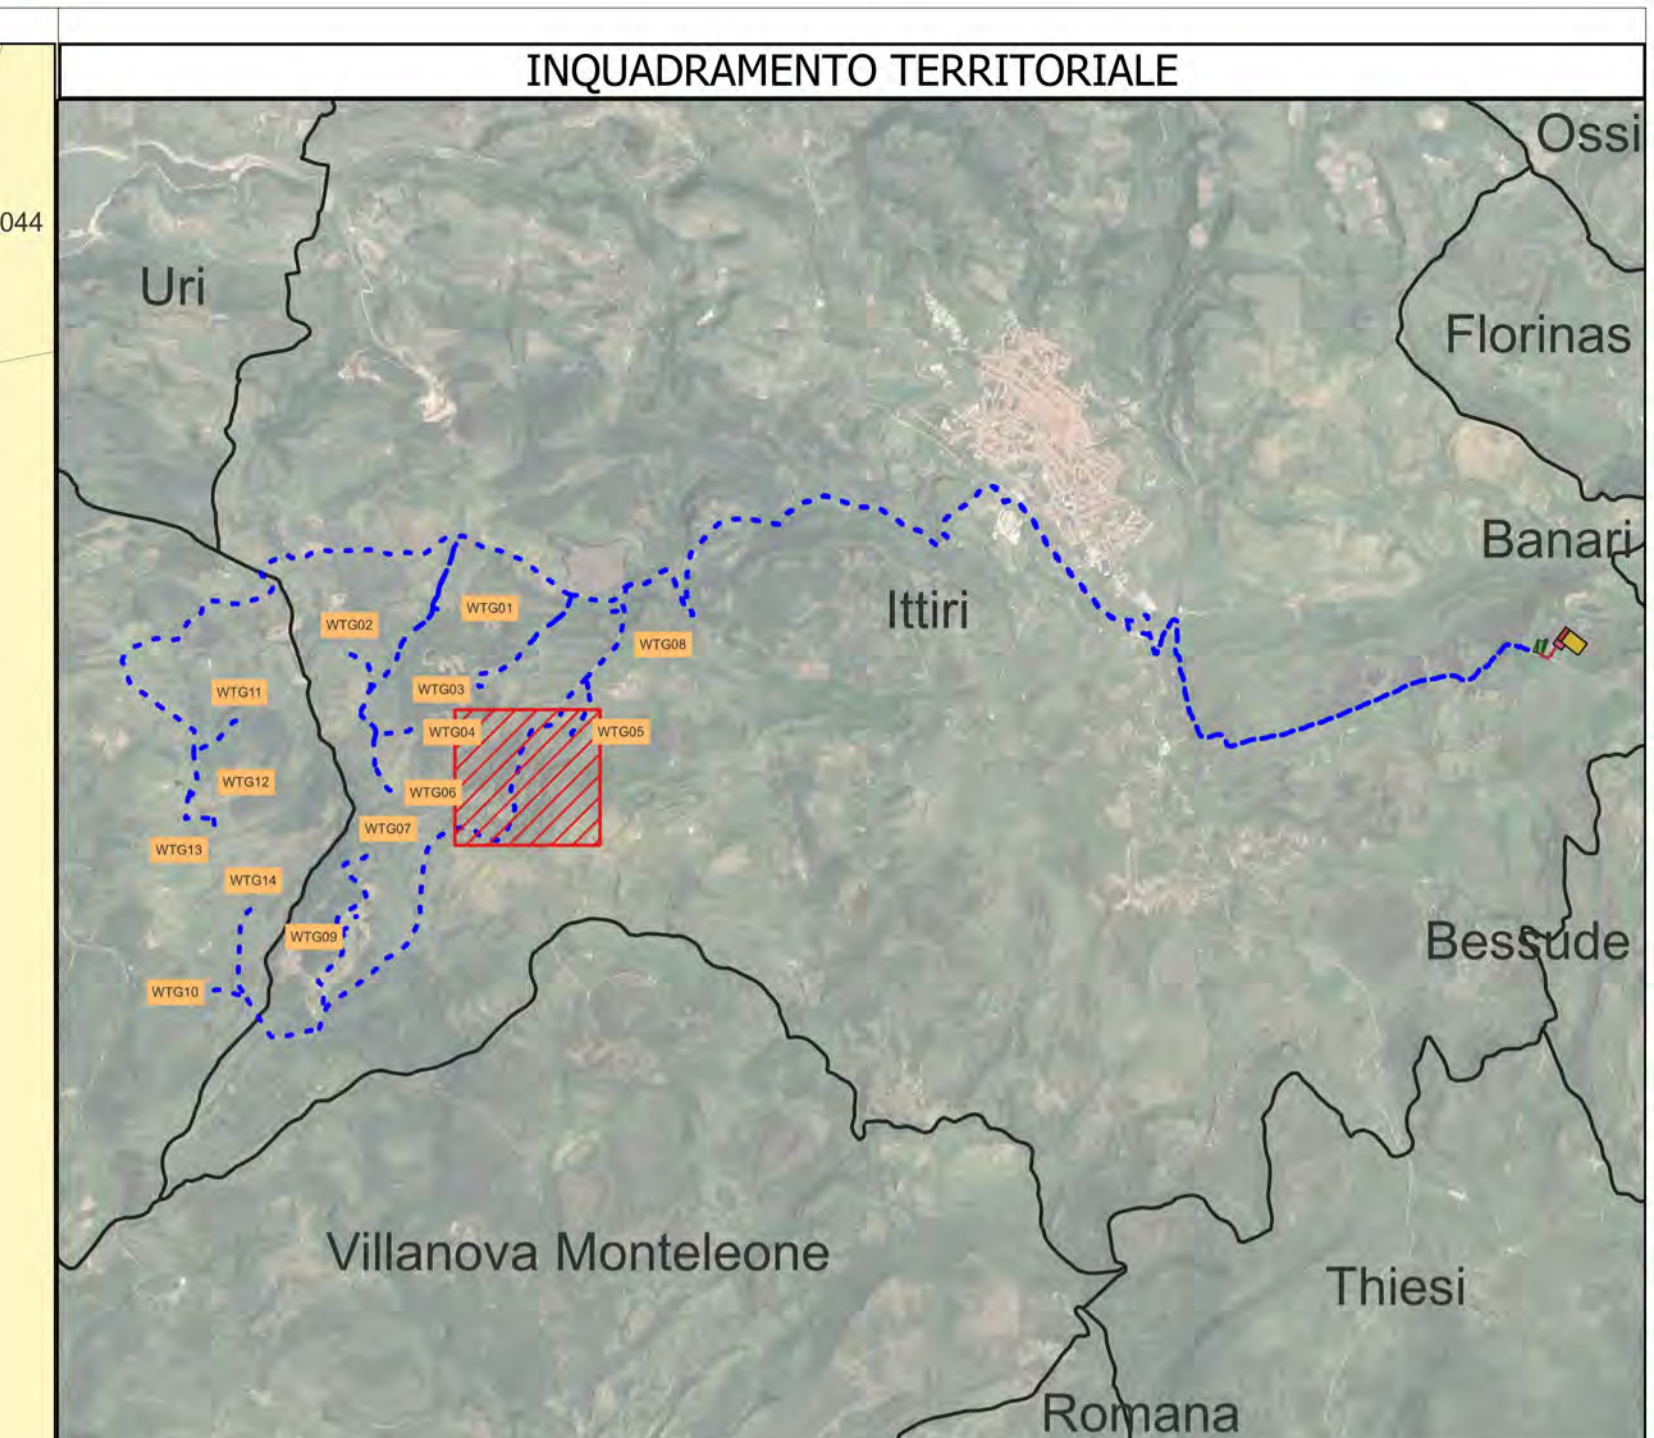 INQUADRAMENTO TERRITORIALE
Ossi
044
Uri
Florinas
Banari
WTG01
Ittiri
WTG02
WTG08
WTG03
WTG11
WTG04
WTG05
WTG12
WTG06
WTG07
WTG13
WTG14
WTG09
Bessude
WTG10
Villanova Monteleone
Thiesi
Romana